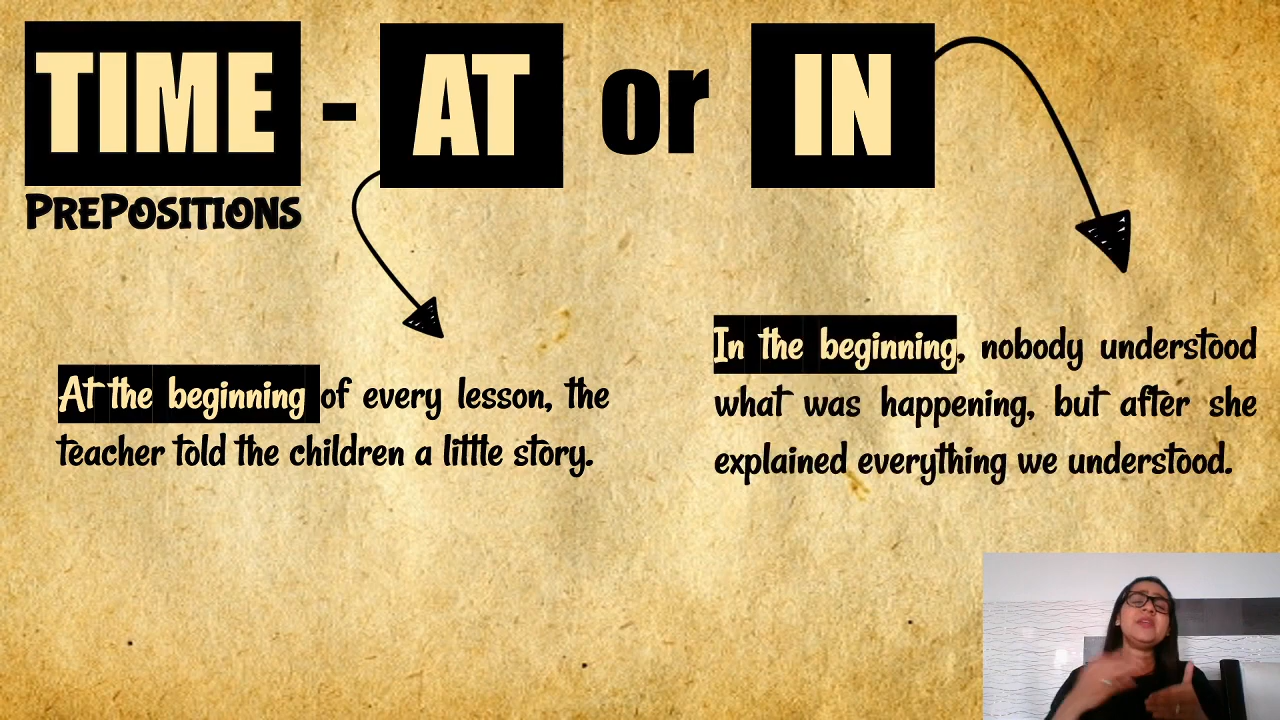 TIME - AT or IN
PREPOSITIONS
At the beginning of every lesson, the
teacher told the children a little story.
In the beginning, nobody understood
what was happening, but after she
explained everything we understood.